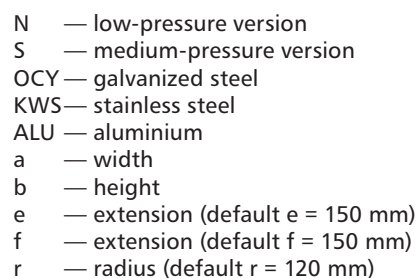 N — low-pressure version
S — medium-pressure version
OCY — galvanized steel
KWS — stainless steel
ALU — aluminium
a — width
b — height
e — extension (default e = 150 mm)
f — extension (default f = 150 mm)
r — radius (default r = 120 mm)